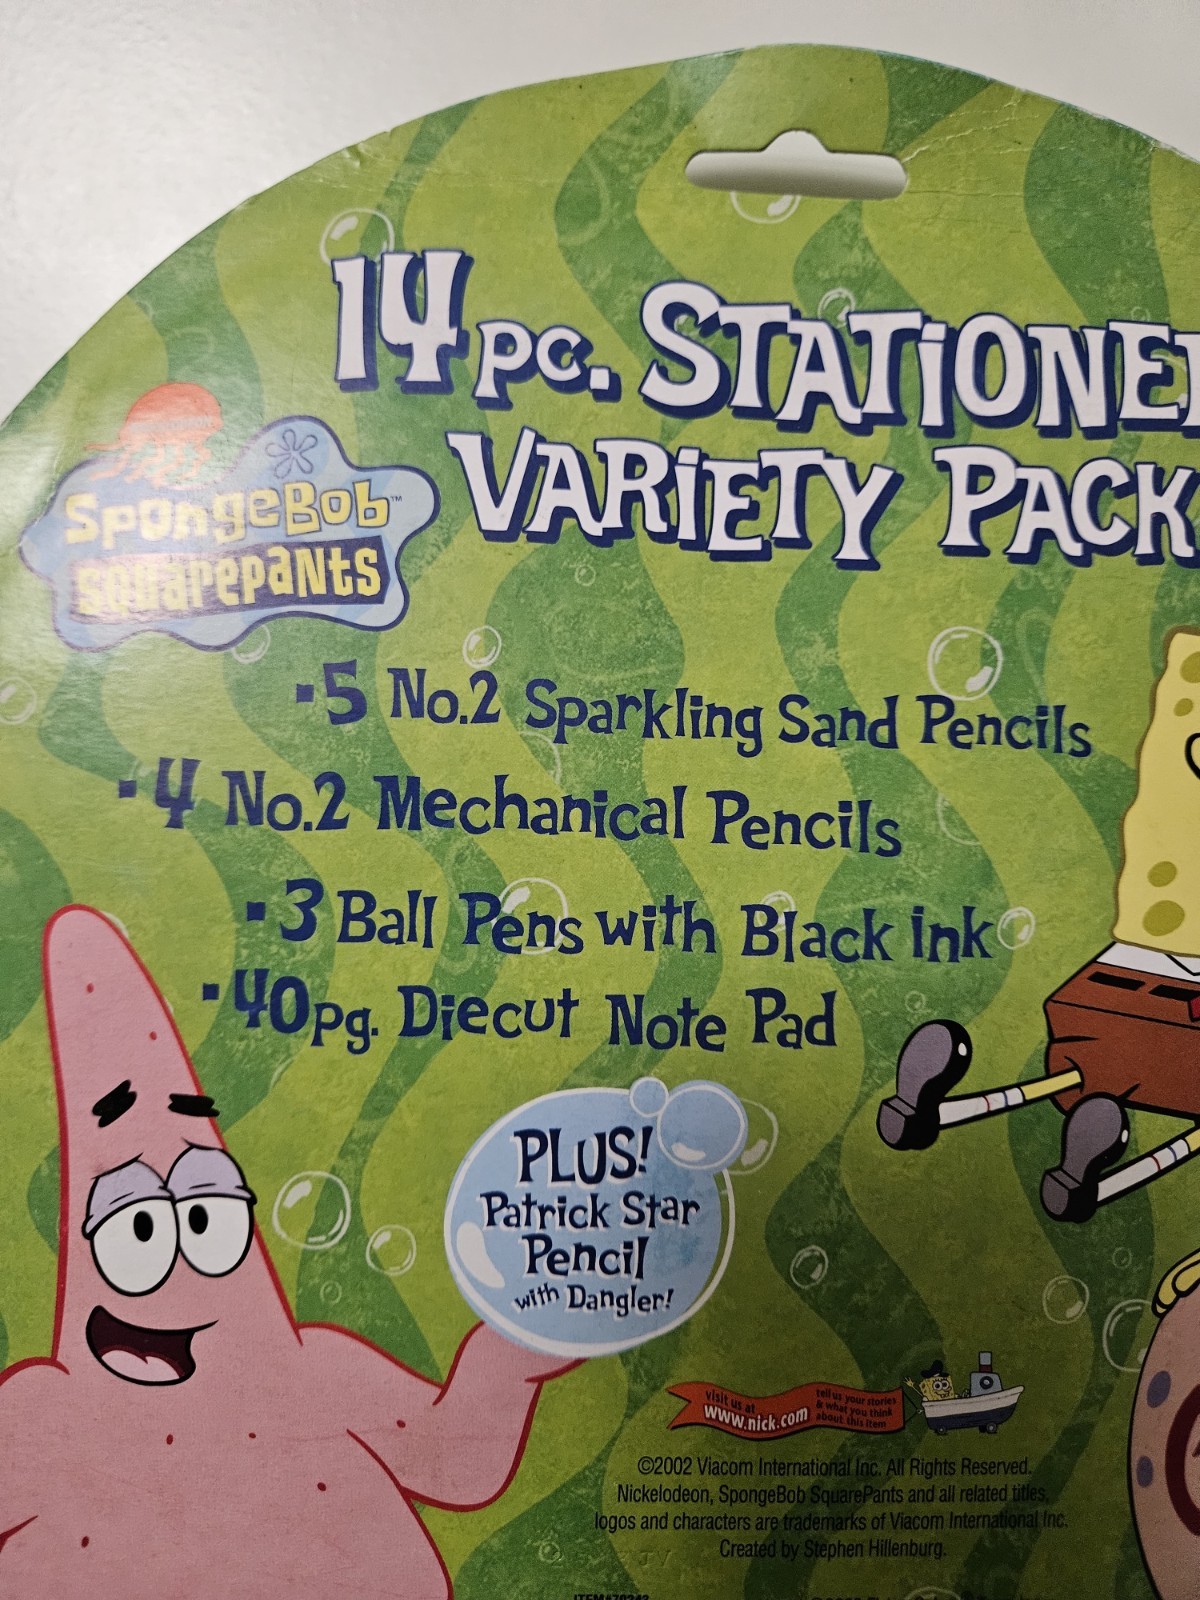 14 pc. STATIONE
VARIETY PACK
SpongeBob™
squarepants
▪5 No.2 Sparkling Sand Pencils
▪4 No.2 Mechanical Pencils
▪3 Ball Pens with Black ink
▪40pg. Diecut Note Pad
PLUS!
Patrick Star
Pencil
with Dangler!
visit us at
www.nick.com
tell us your stories
& what you think
about this item
©2002 Viacom International Inc. All Rights Reserved.
Nickelodeon, SpongeBob SquarePants and all related titles,
logos and characters are trademarks of Viacom International Inc.
Created by Stephen Hillenburg.